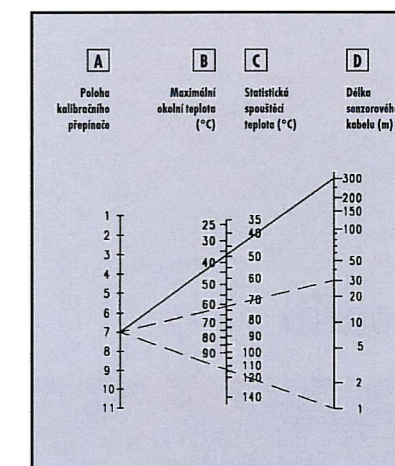 A
B
C
D
Poloha
kalibračního
přepínače
Maximální
okolní teplota
(°C)
Statistická
spouštěcí
teplota (°C)
Délka
senzorového
kabelu (m)
1
2
3
4
5
6
7
8
9
10
11
25
30
40
50
60
70
80
90
35
40
50
60
70
80
90
100
110
120
140
300
200
150
100
50
30
20
10
5
2
1